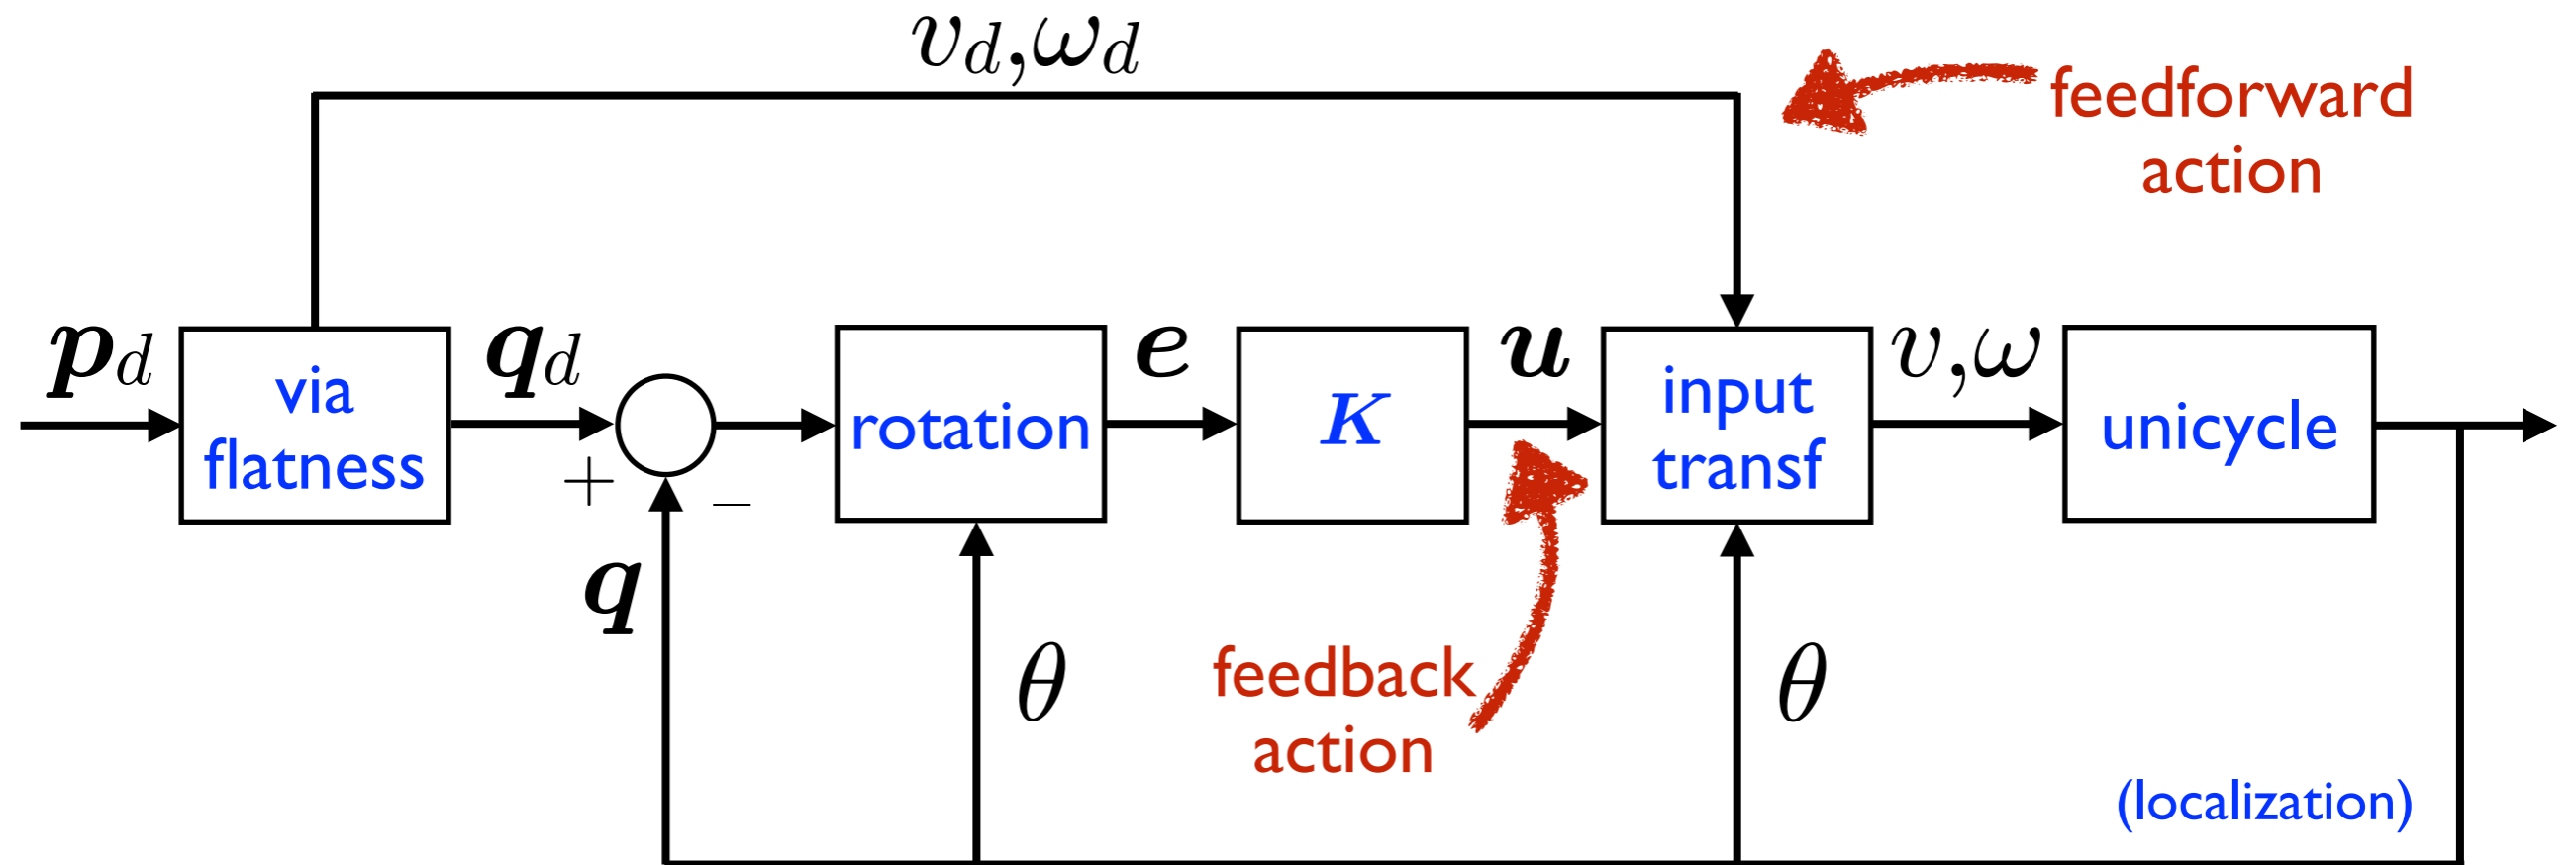 v_d,ω_d
feedforward
action
p_d
via
flatness
q_d
+
−
rotation
e
K
u
input
transf
v,ω
unicycle
q
θ
feedback
action
θ
(localization)